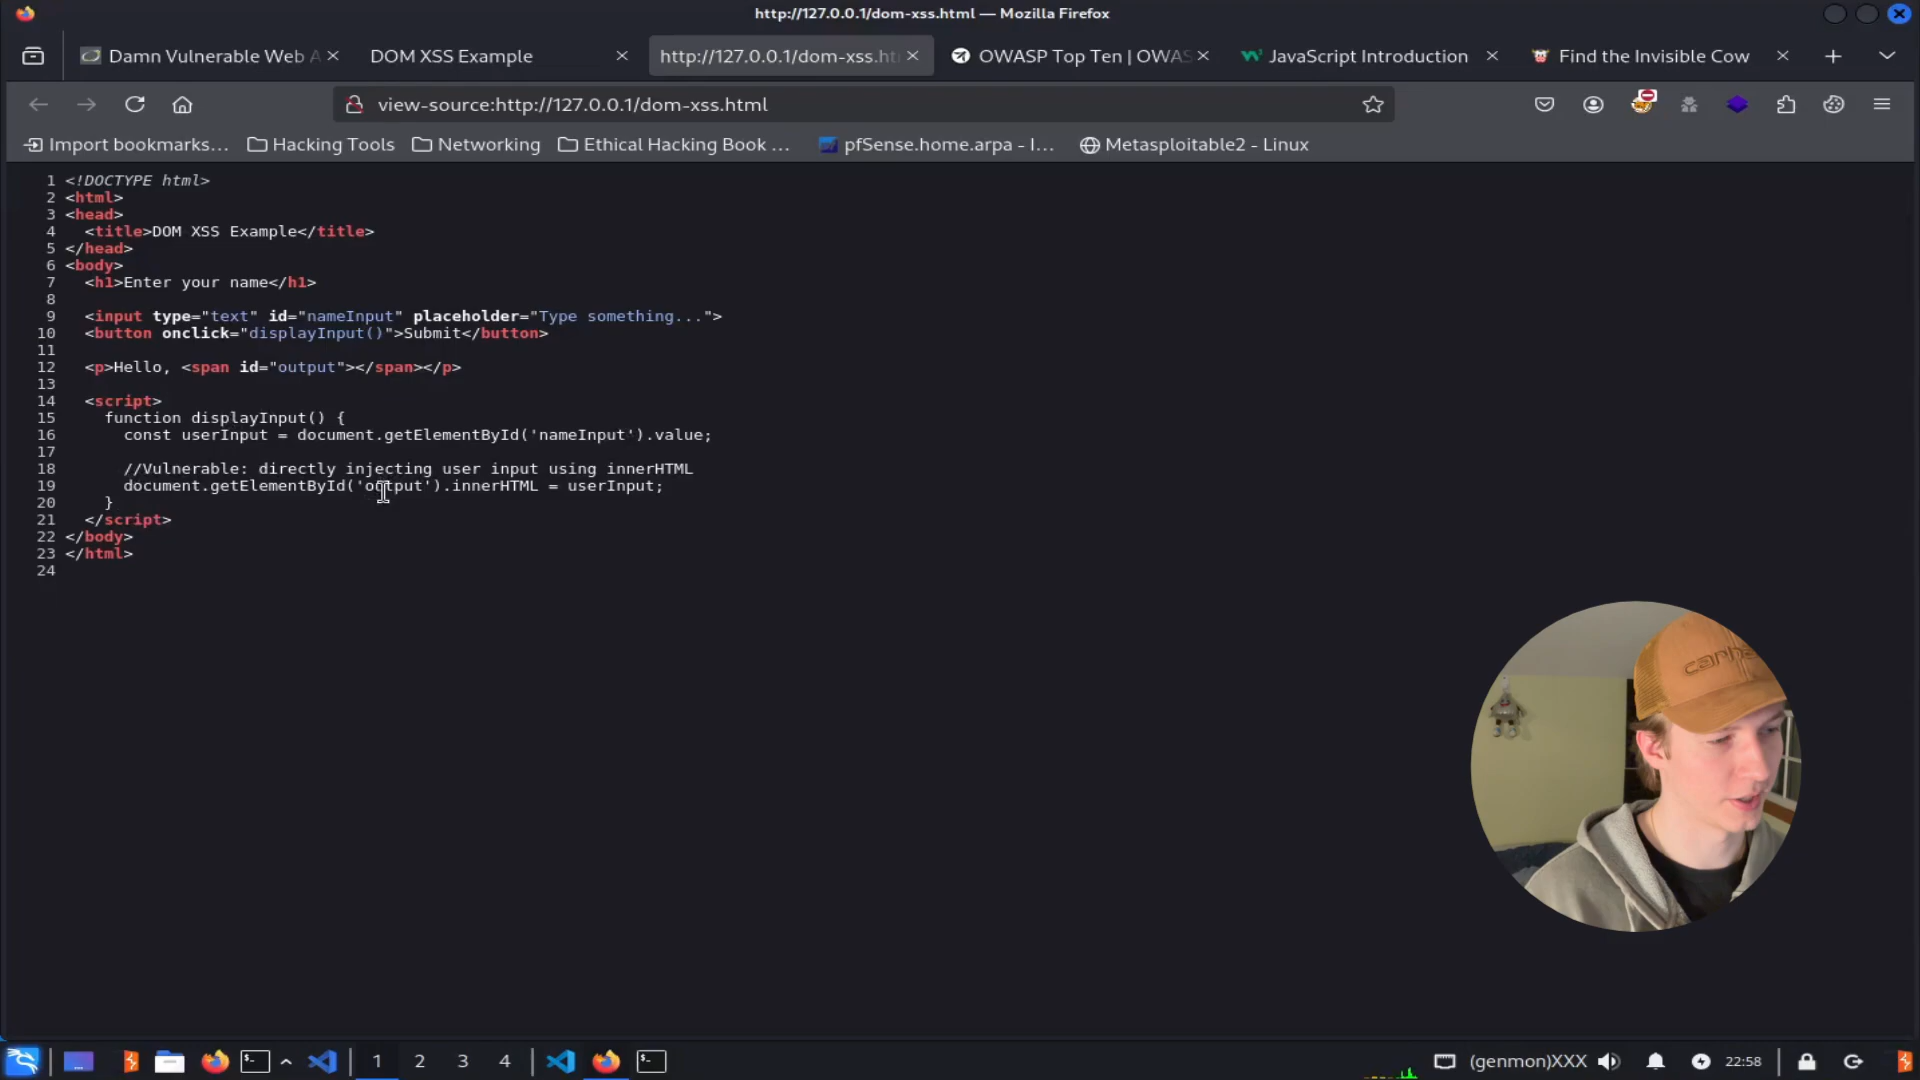 http://127.0.0.1/dom-xss.html — Mozilla Firefox
Damn Vulnerable Web A
DOM XSS Example
http://127.0.0.1/dom-xss.ht
OWASP Top Ten | OWAS
JavaScript Introduction
Find the Invisible Cow
view-source:http://127.0.0.1/dom-xss.html
Import bookmarks...
Hacking Tools
Networking
Ethical Hacking Book ...
pfSense.home.arpa - I...
Metasploitable2 - Linux
1 <!DOCTYPE html>
2 <html>
3 <head>
4 <title>DOM XSS Example</title>
5 </head>
6 <body>
7 <h1>Enter your name</h1>
8
9 <input type="text" id="nameInput" placeholder="Type something...">
10 <button onclick="displayInput()">Submit</button>
11
12 <p>Hello, <span id="output"></span></p>
13
14 <script>
15 function displayInput() {
16 const userInput = document.getElementById('nameInput').value;
17
18 //Vulnerable: directly injecting user input using innerHTML
19 document.getElementById('output').innerHTML = userInput;
20 }
21 </script>
22 </body>
23 </html>
24
1 2 3 4
(genmon)XXX
22:58